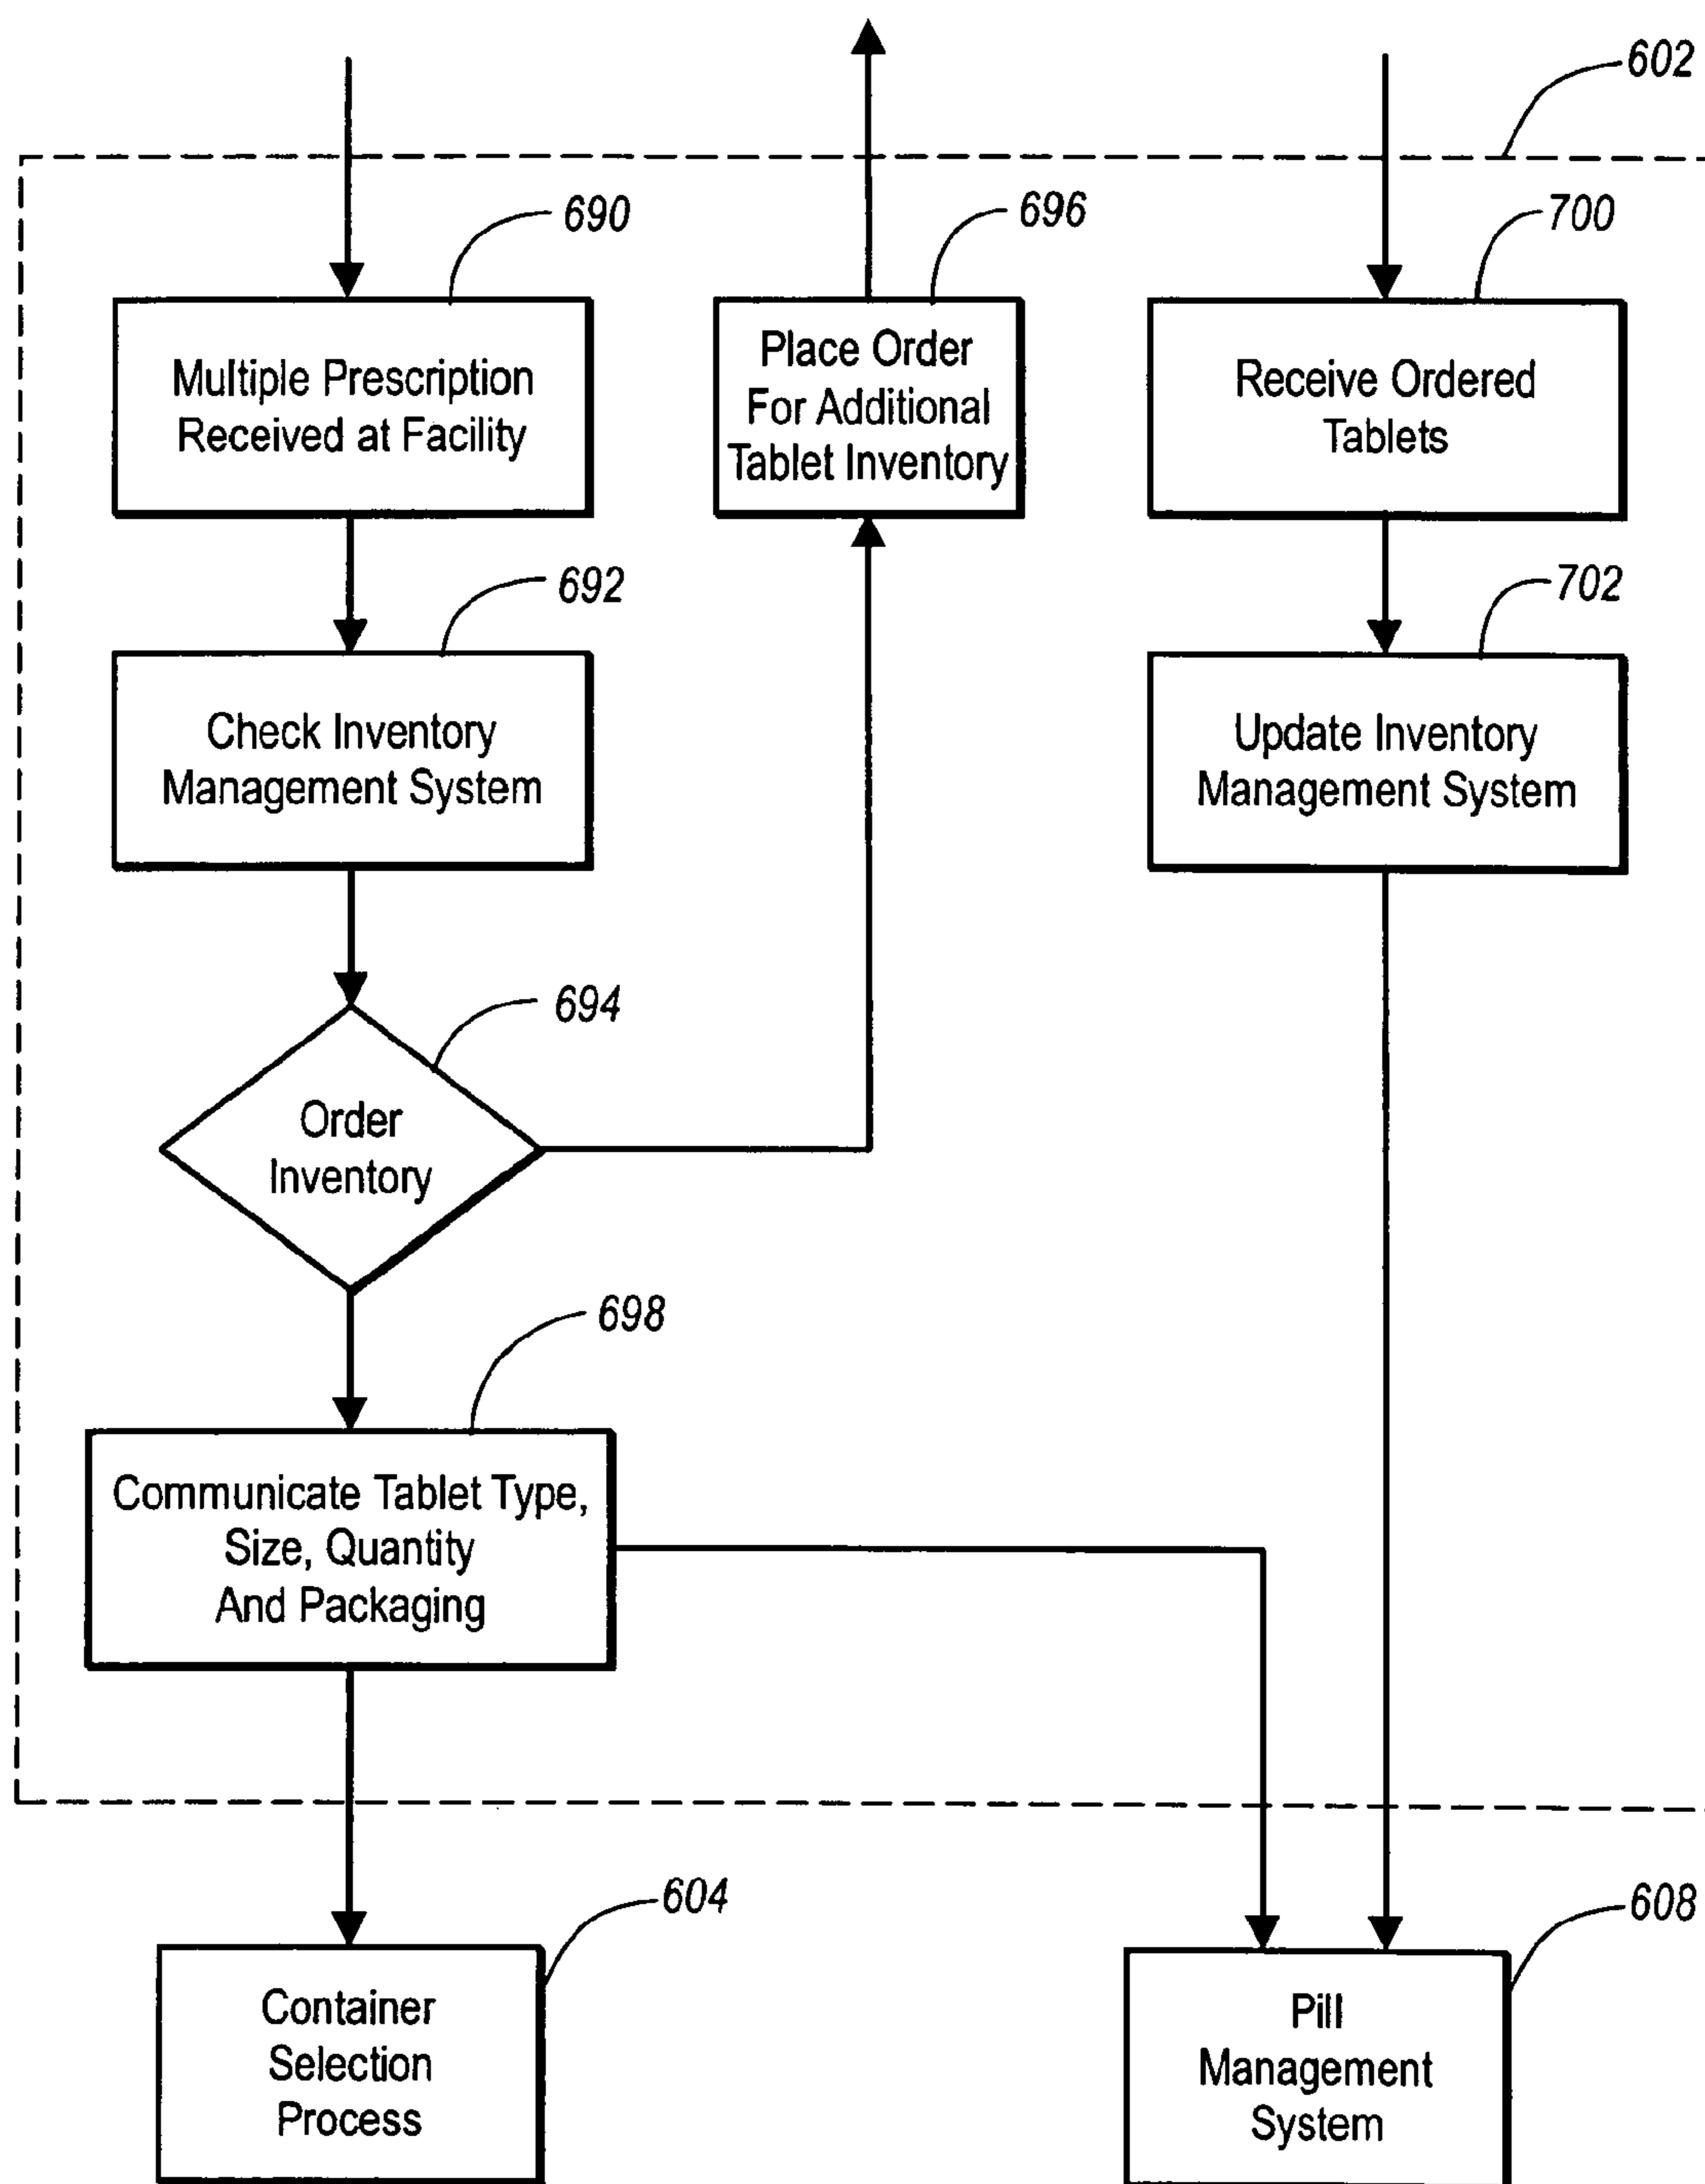 602
690
Multiple Prescription
Received at Facility
696
Place Order
For Additional
Tablet Inventory
700
Receive Ordered
Tablets
692
Check Inventory
Management System
702
Update Inventory
Management System
694
Order
Inventory
698
Communicate Tablet Type,
Size, Quantity
And Packaging
604
Container
Selection
Process
608
Pill
Management
System